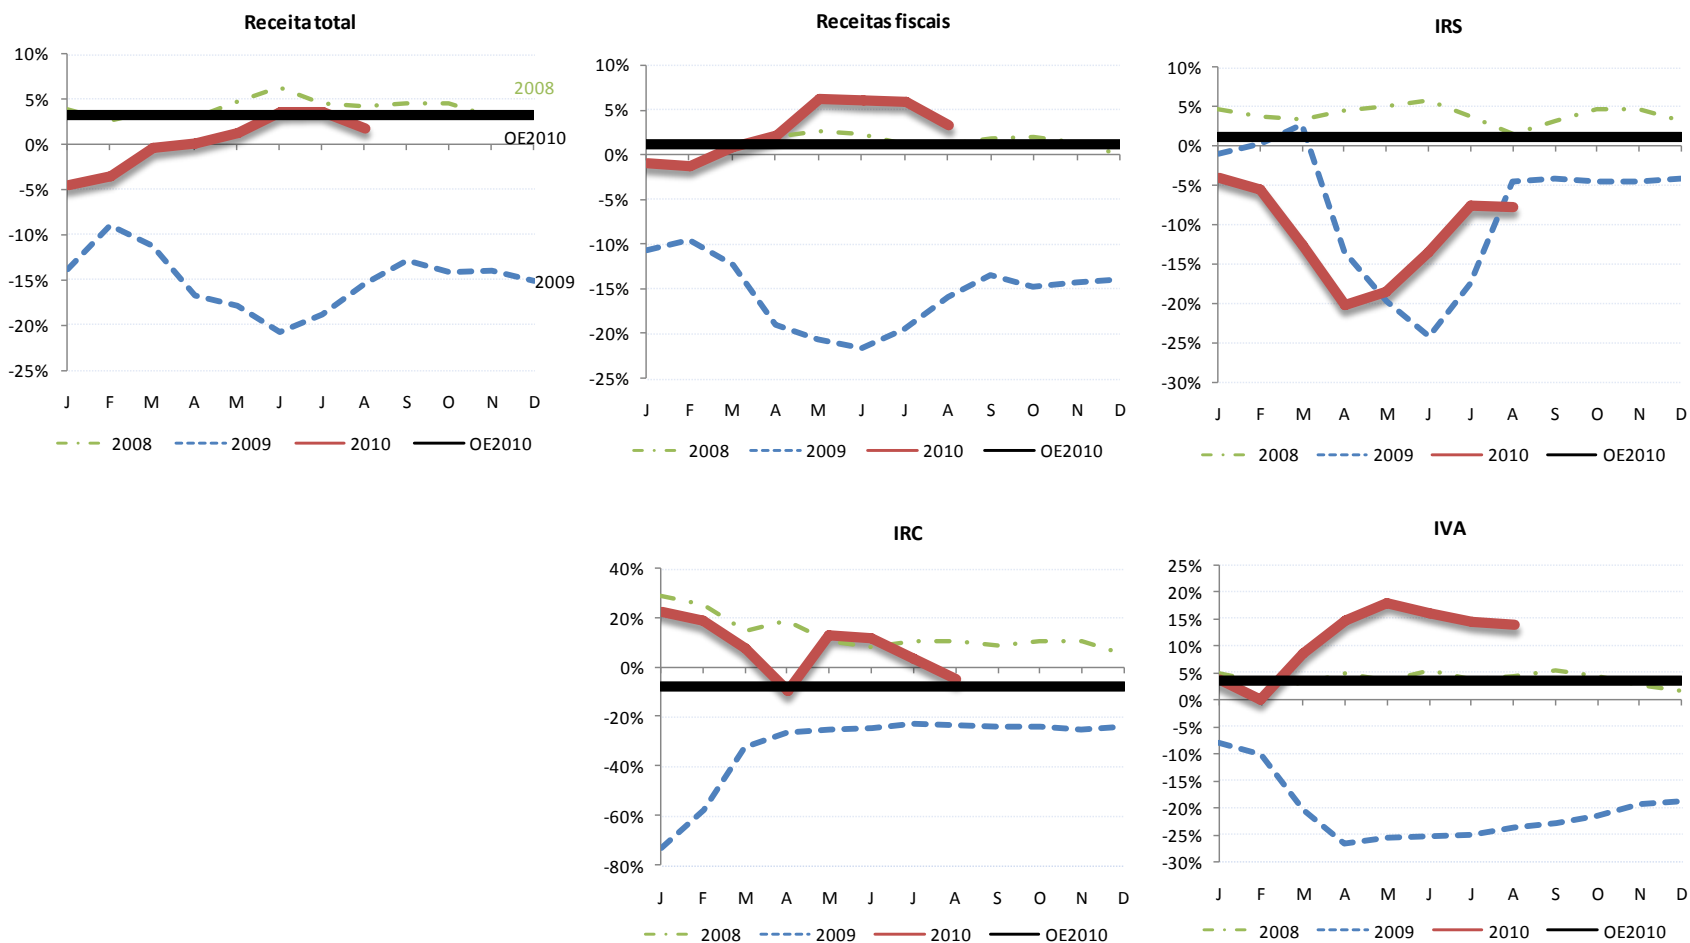 Receita total
10%
5%
0%
-5%
-10%
-15%
-20%
-25%
2008
OE2010
2009
J F M A M J J A S O N D
2008 2009 2010 OE2010
Receitas fiscais
10%
5%
0%
-5%
-10%
-15%
-20%
-25%
J F M A M J J A S O N D
2008 2009 2010 OE2010
IRS
10%
5%
0%
-5%
-10%
-15%
-20%
-25%
-30%
J F M A M J J A S O N D
2008 2009 2010 OE2010
IRC
40%
20%
0%
-20%
-40%
-60%
-80%
J F M A M J J A S O N D
2008 2009 2010 OE2010
IVA
25%
20%
15%
10%
5%
0%
-5%
-10%
-15%
-20%
-25%
-30%
J F M A M J J A S O N D
2008 2009 2010 OE2010